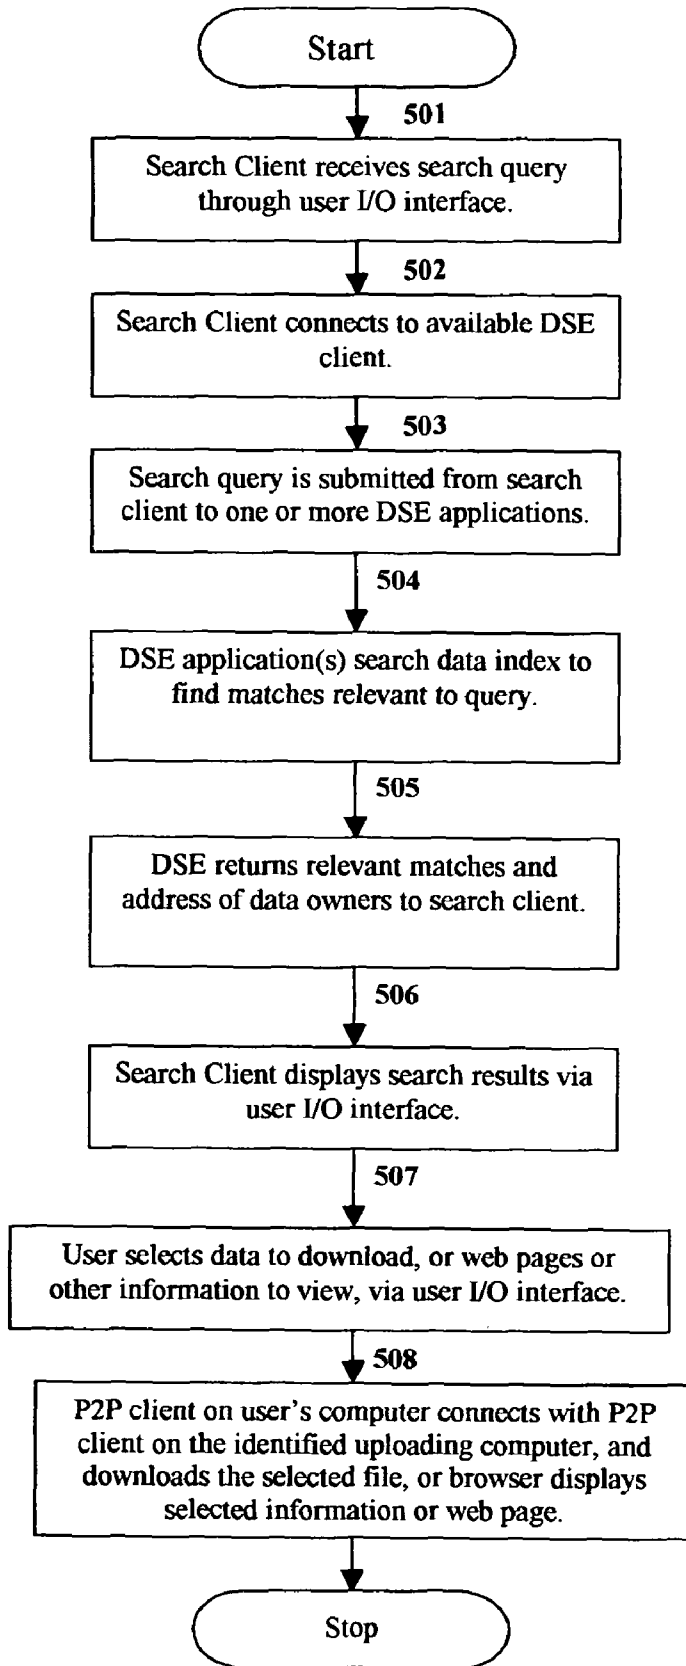 Start
501
Search Client receives search query
through user I/O interface.
502
Search Client connects to available DSE
client.
503
Search query is submitted from search
client to one or more DSE applications.
504
DSE application(s) search data index to
find matches relevant to query.
505
DSE returns relevant matches and
address of data owners to search client.
506
Search Client displays search results via
user I/O interface.
507
User selects data to download, or web pages or
other information to view, via user I/O interface.
508
P2P client on user's computer connects with P2P
client on the identified uploading computer, and
downloads the selected file, or browser displays
selected information or web page.
Stop